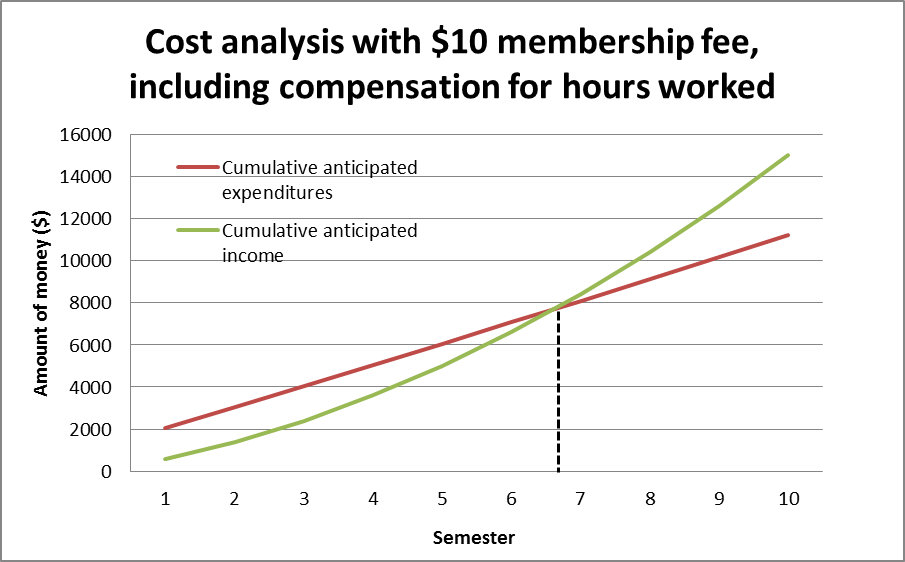 Cost analysis with $10 membership fee,
including compensation for hours worked
16000
14000
12000
10000
8000
6000
4000
2000
0
Amount of money ($)
Cumulative anticipated
expenditures
Cumulative anticipated
income
1 2 3 4 5 6 7 8 9 10
Semester